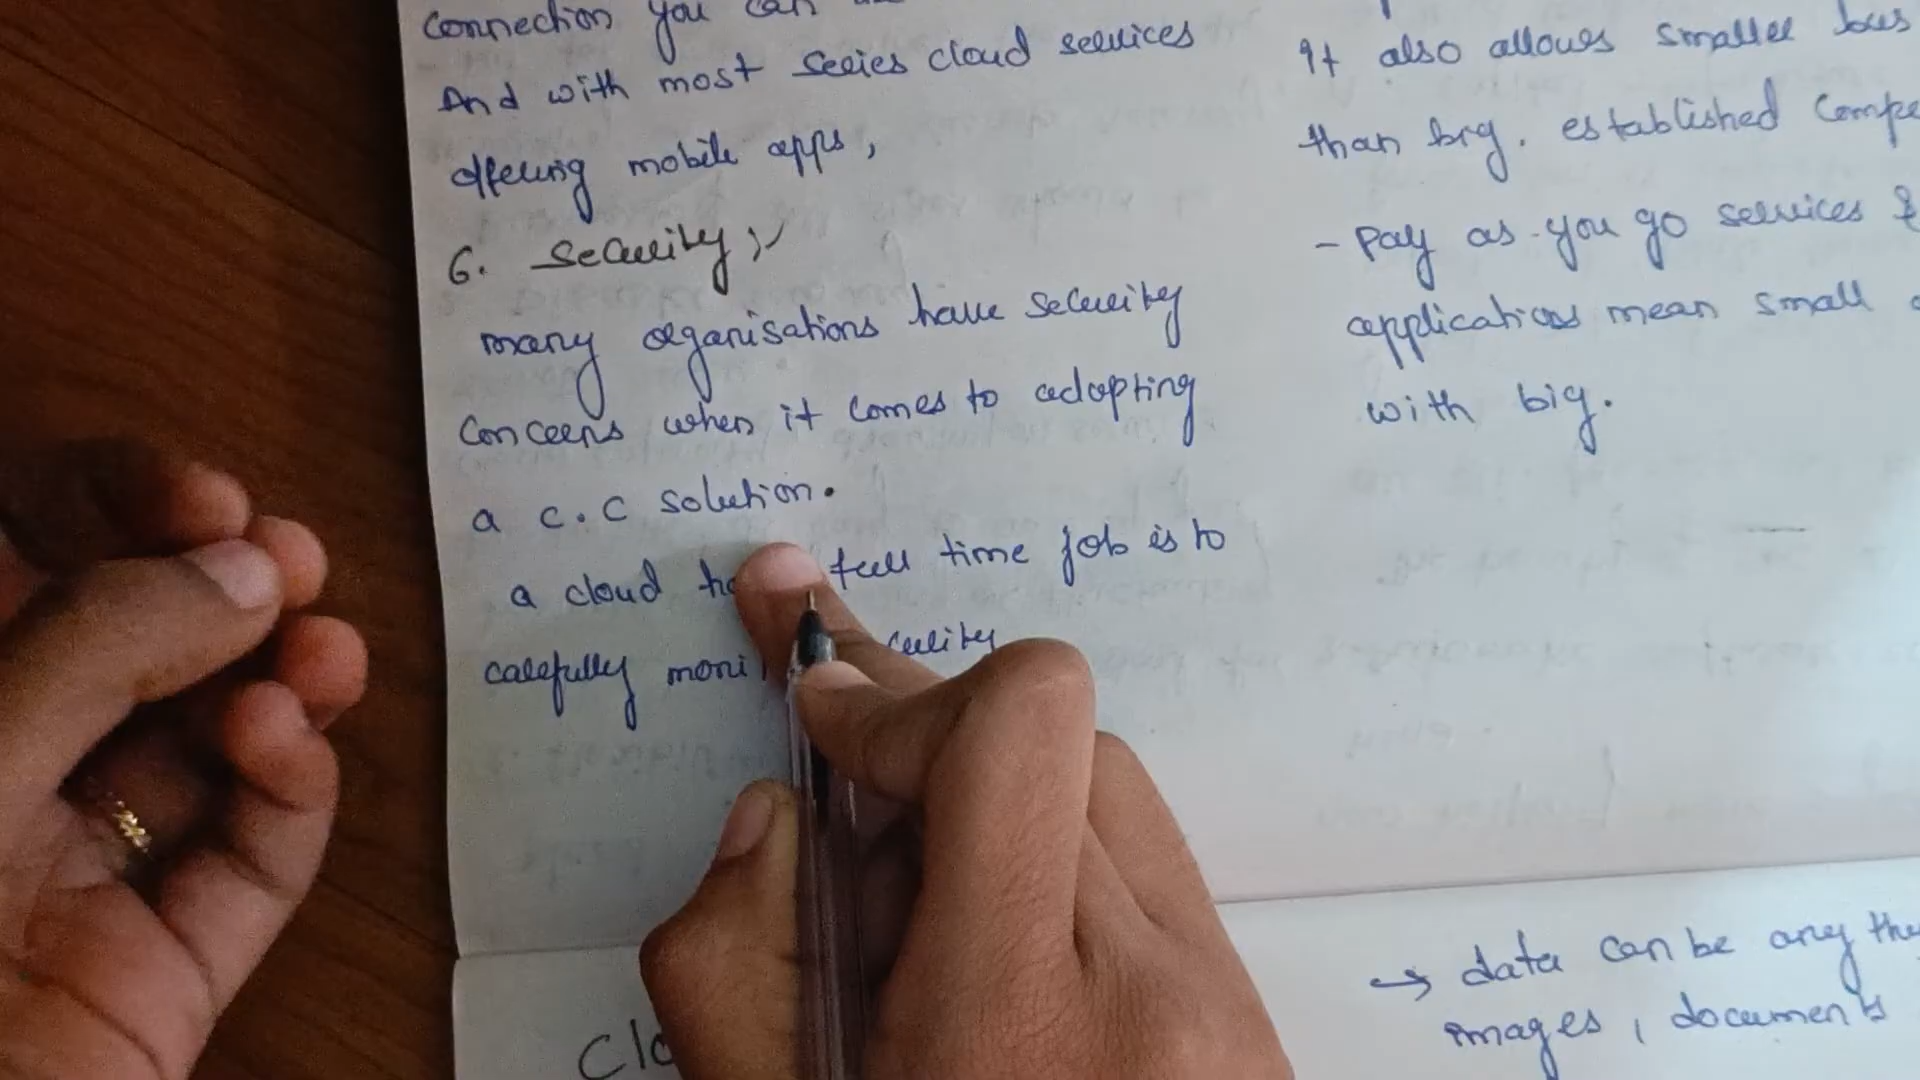 connection you can
And with most series cloud services
offering mobile apps,
6. Security ;
many organisations have security
concerns when it comes to adopting
a c.c solution.
a cloud full time job is to
carefully
It also allows smaller
than big. established
- Pay as you go services &
applications mean small
with big.
→ data can be any
images, documents